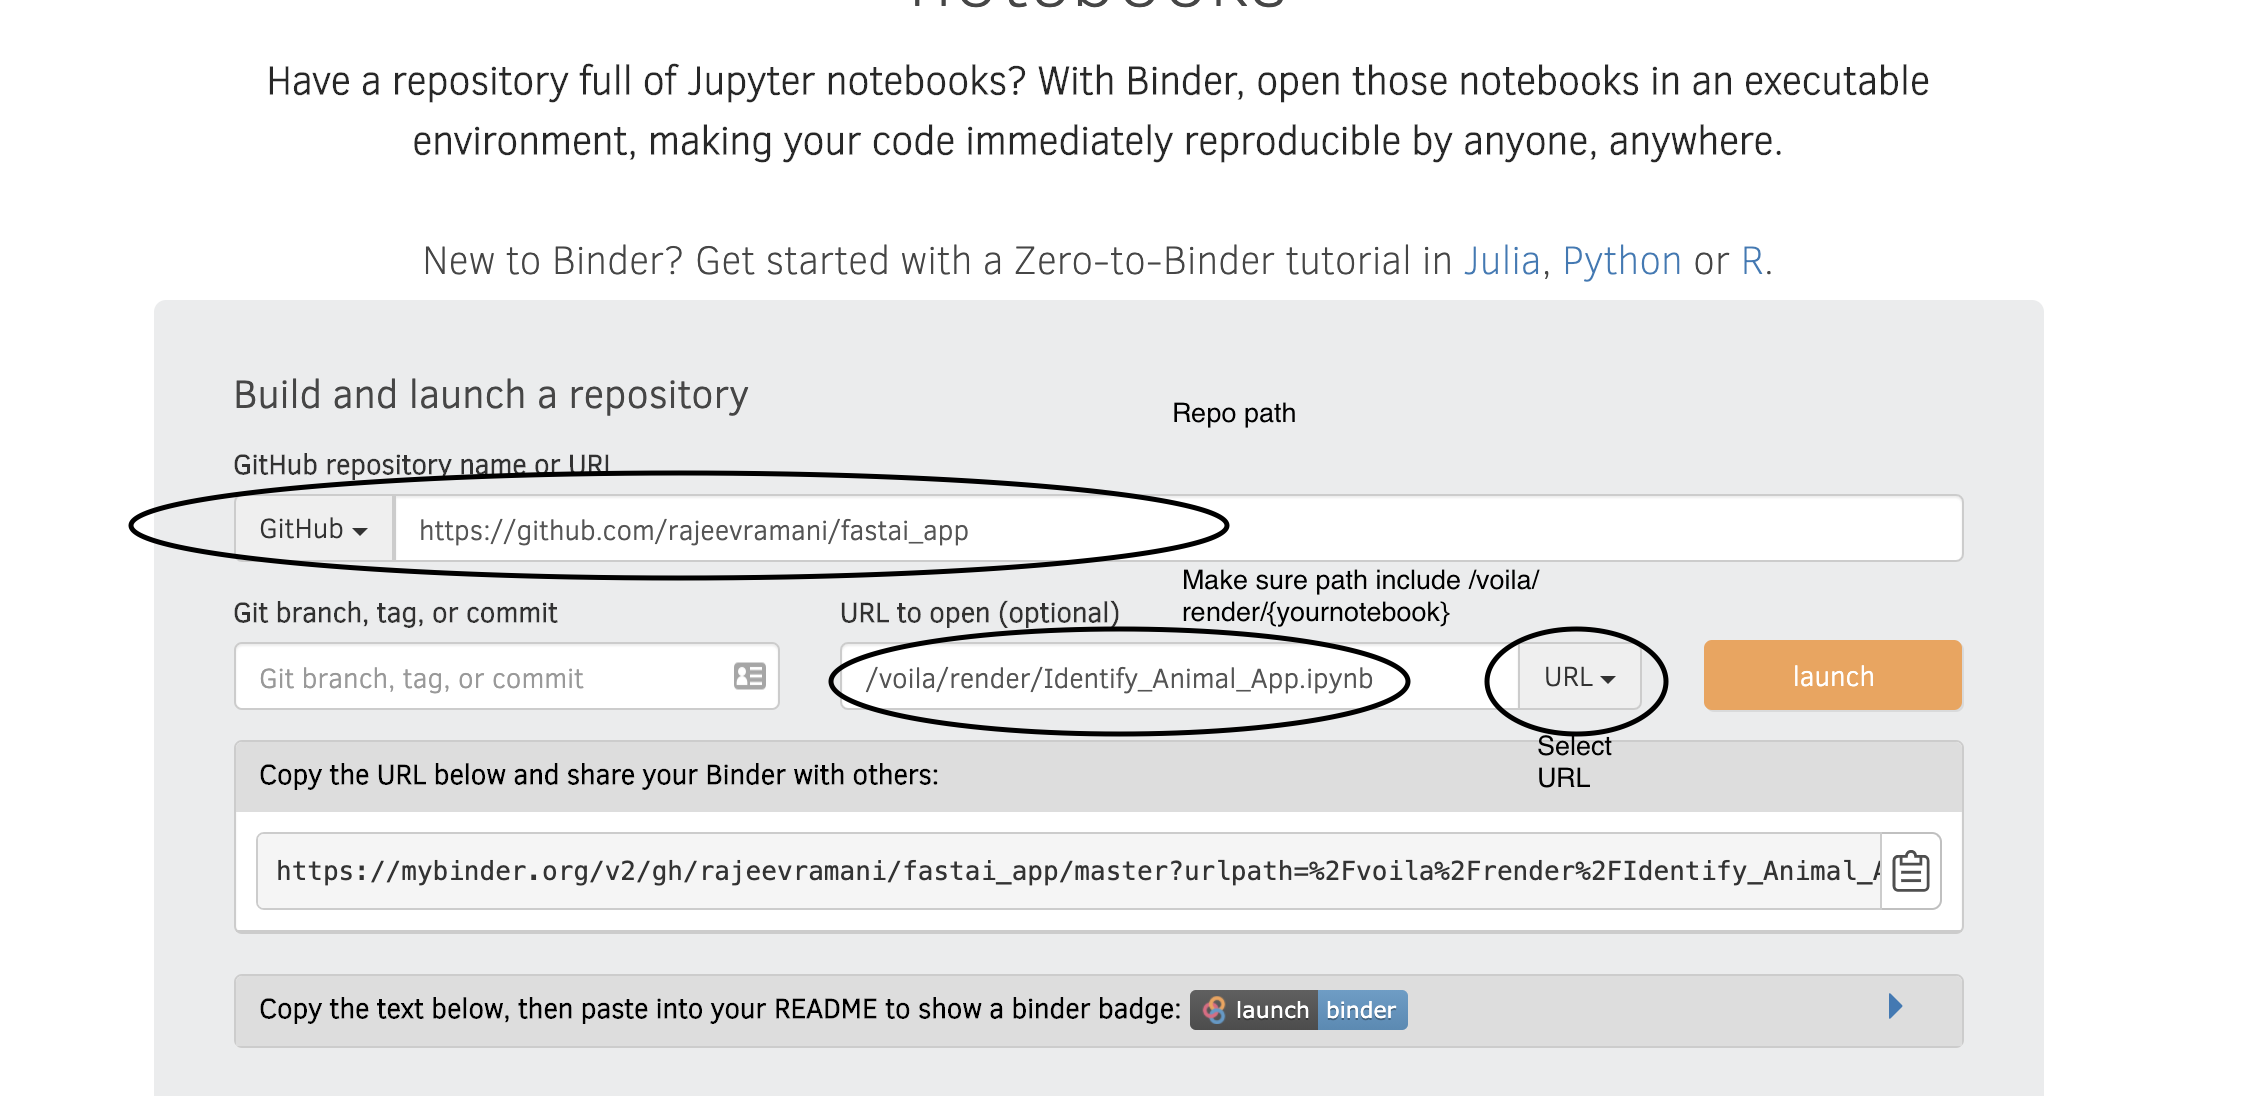 notebooks
Have a repository full of Jupyter notebooks? With Binder, open those notebooks in an executable
environment, making your code immediately reproducible by anyone, anywhere.
New to Binder? Get started with a Zero-to-Binder tutorial in Julia, Python or R.
Build and launch a repository
Repo path
GitHub repository name or URL
GitHub https://github.com/rajeevramani/fastai_app
Make sure path include /voila/
render/{yournotebook}
Git branch, tag, or commit URL to open (optional)
Git branch, tag, or commit /voila/render/Identify_Animal_App.ipynb URL launch
Select
URL
Copy the URL below and share your Binder with others:
https://mybinder.org/v2/gh/rajeevramani/fastai_app/master?urlpath=%2Fvoila%2Frender%2FIdentify_Animal_A
Copy the text below, then paste into your README to show a binder badge: launch binder